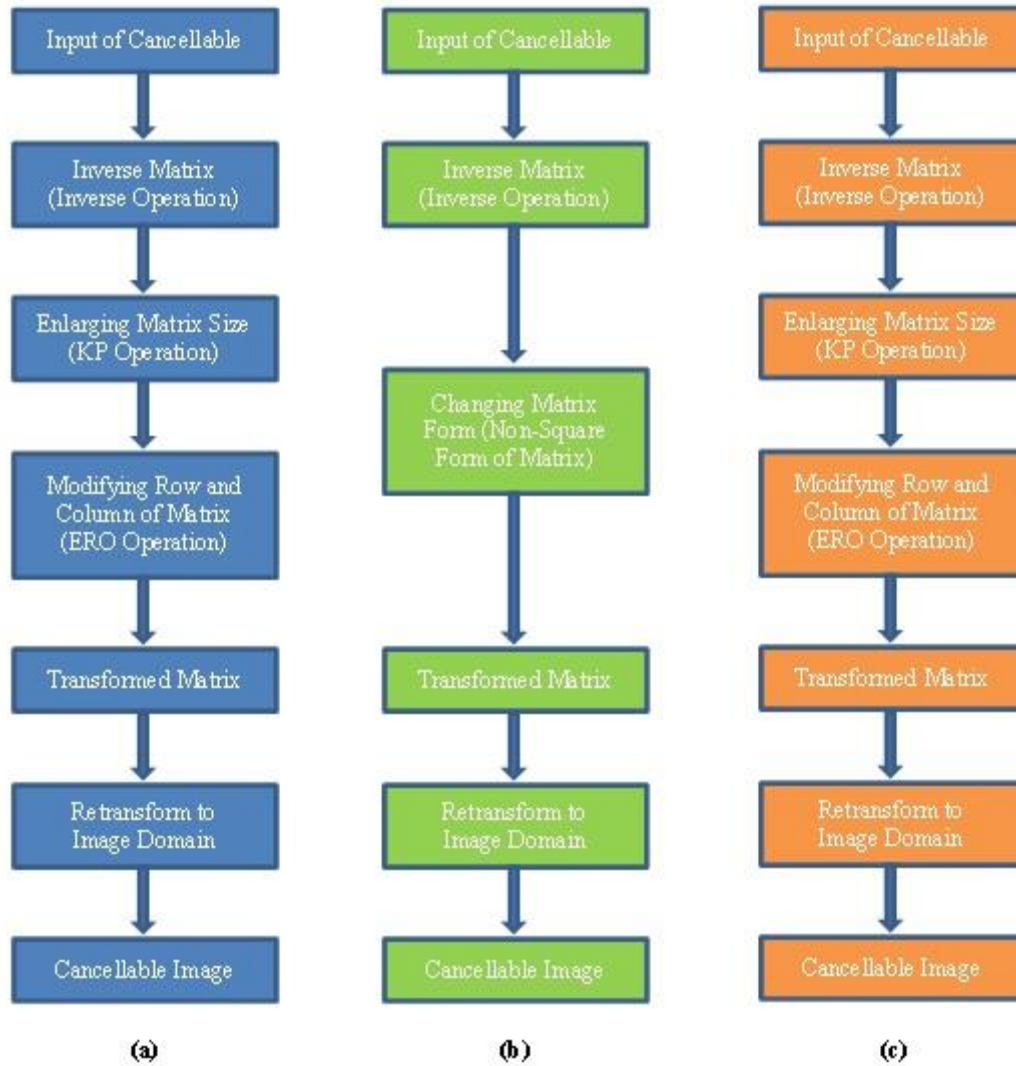 Input of Cancellable
Inverse Matrix
(Inverse Operation)
Enlarging Matrix Size
(KP Operation)
Modifying Row and
Column of Matrix
(ERO Operation)
Transformed Matrix
Retransform to
Image Domain
Cancellable Image
(a)
Input of Cancellable
Inverse Matrix
(Inverse Operation)
Changing Matrix
Form (Non-Square
Form of Matrix)
Transformed Matrix
Retransform to
Image Domain
Cancellable Image
(b)
Input of Cancellable
Inverse Matrix
(Inverse Operation)
Enlarging Matrix Size
(KP Operation)
Modifying Row and
Column of Matrix
(ERO Operation)
Transformed Matrix
Retransform to
Image Domain
Cancellable Image
(c)